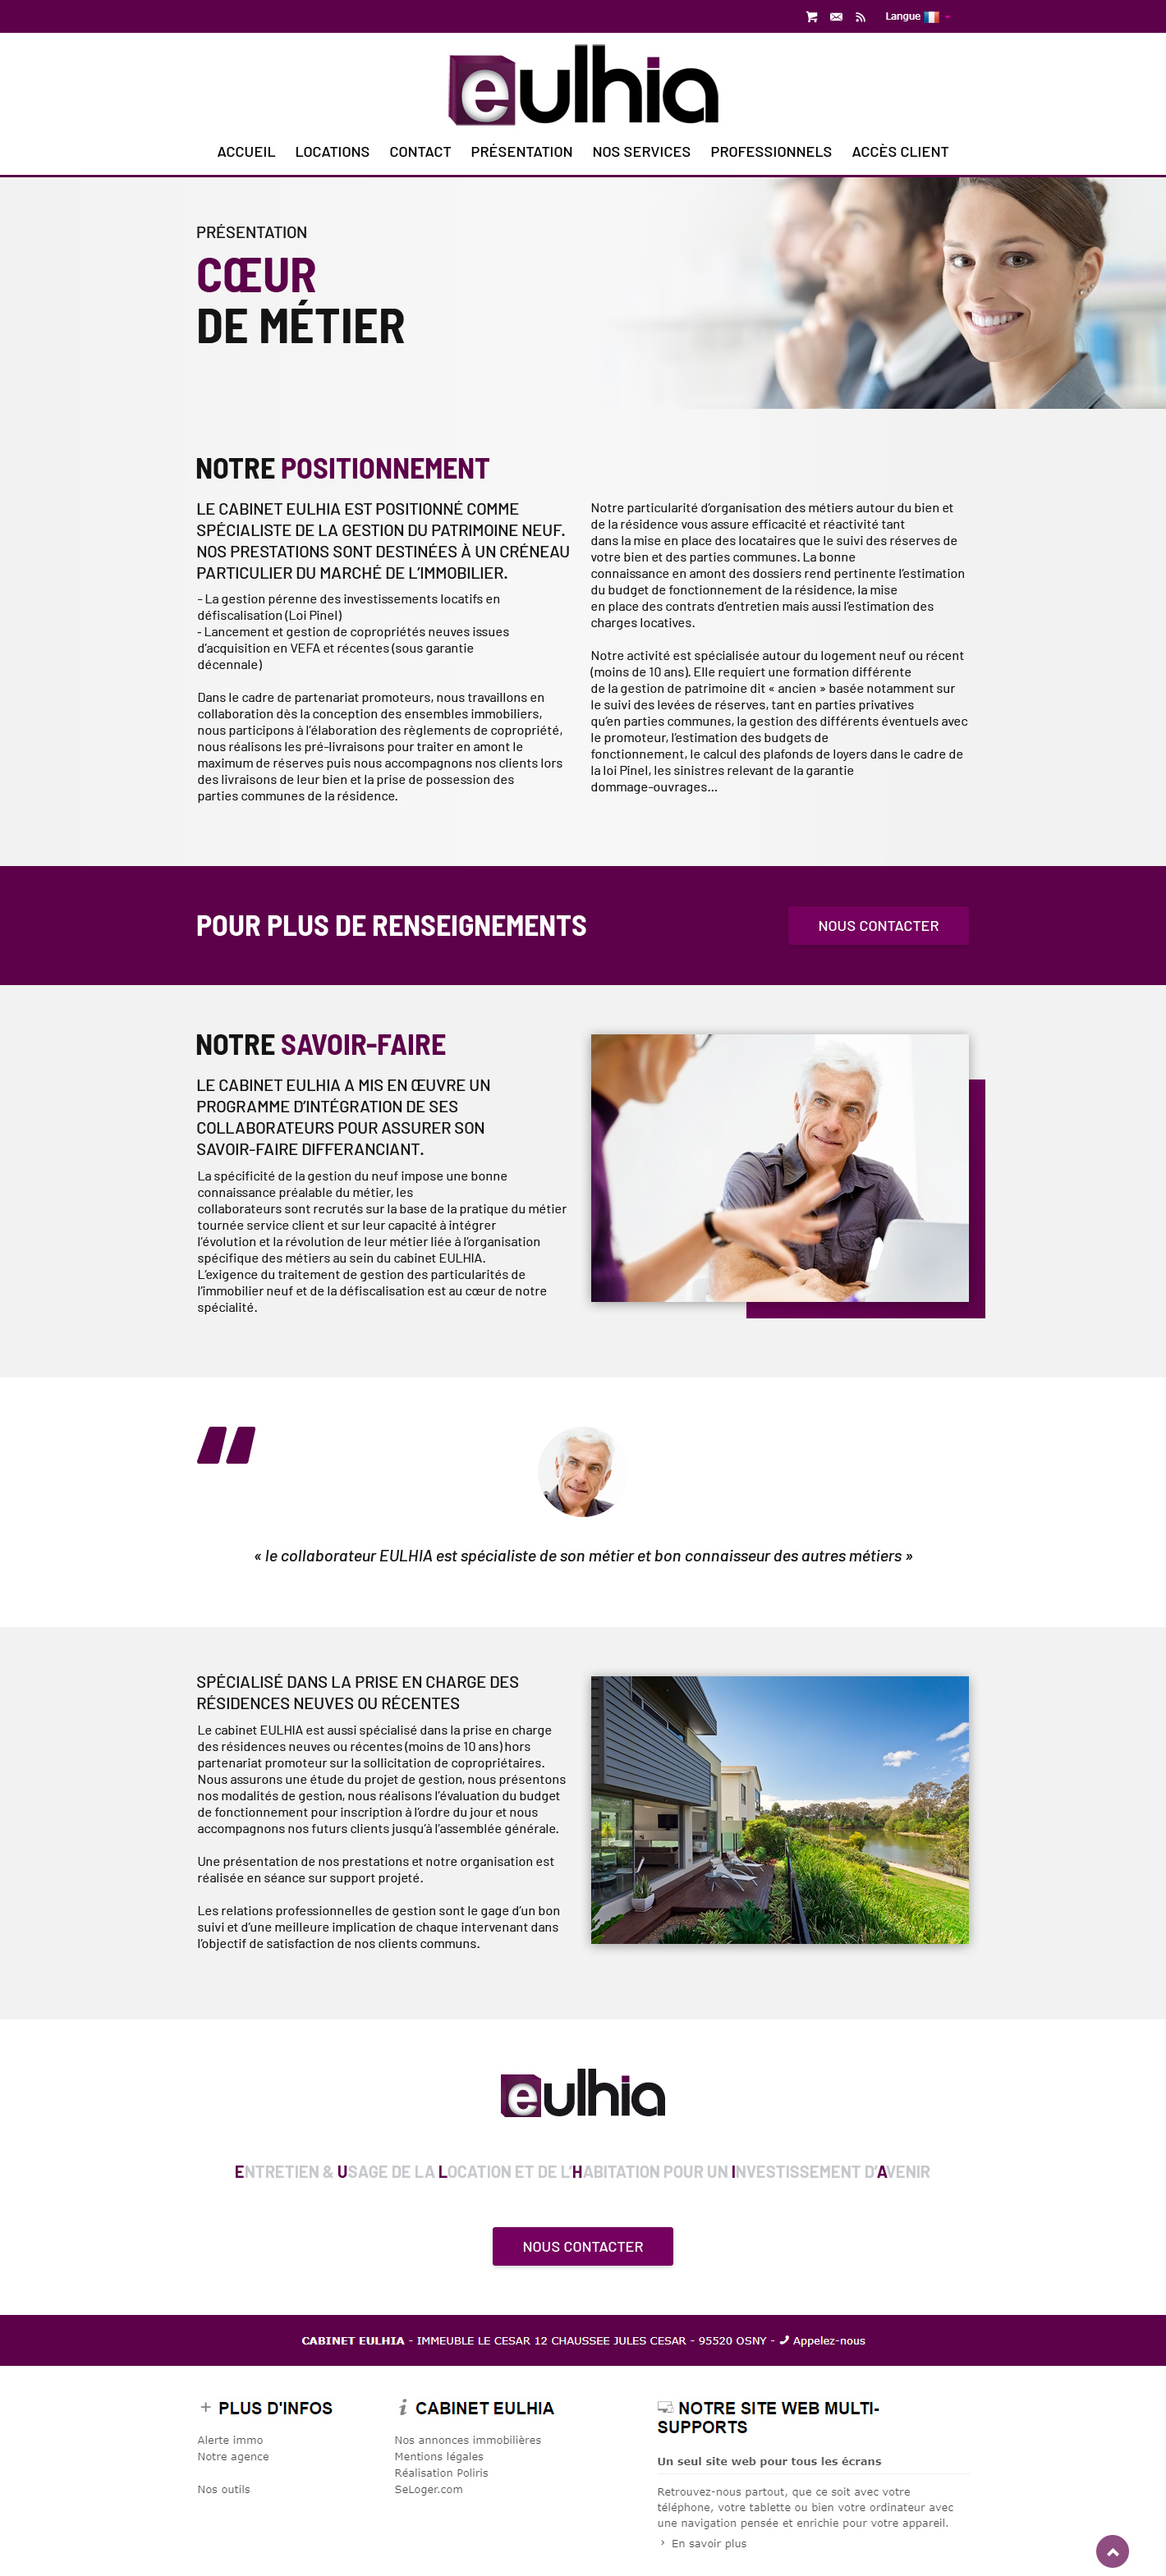 Langue
eulhia
ACCUEIL LOCATIONS CONTACT PRÉSENTATION NOS SERVICES PROFESSIONNELS ACCÈS CLIENT
PRÉSENTATION
CŒUR
DE MÉTIER
NOTRE POSITIONNEMENT
LE CABINET EULHIA EST POSITIONNÉ COMME
SPÉCIALISTE DE LA GESTION DU PATRIMOINE NEUF.
NOS PRESTATIONS SONT DESTINÉES À UN CRÉNEAU
PARTICULIER DU MARCHÉ DE L’IMMOBILIER.
– La gestion pérenne des investissements locatifs en
défiscalisation (Loi Pinel)
- Lancement et gestion de copropriétés neuves issues
d’acquisition en VEFA et récentes (sous garantie
décennale)
Dans le cadre de partenariat promoteurs, nous travaillons en
collaboration dès la conception des ensembles immobiliers,
nous participons à l’élaboration des règlements de copropriété,
nous réalisons les pré-livraisons pour traiter en amont le
maximum de réserves puis nous accompagnons nos clients lors
des livraisons de leur bien et la prise de possession des
parties communes de la résidence.
Notre particularité d’organisation des métiers autour du bien et
de la résidence vous assure efficacité et réactivité tant
dans la mise en place des locataires que le suivi des réserves de
votre bien et des parties communes. La bonne
connaissance en amont des dossiers rend pertinente l’estimation
du budget de fonctionnement de la résidence, la mise
en place des contrats d’entretien mais aussi l’estimation des
charges locatives.
Notre activité est spécialisée autour du logement neuf ou récent
(moins de 10 ans). Elle requiert une formation différente
de la gestion de patrimoine dit « ancien » basée notamment sur
le suivi des levées de réserves, tant en parties privatives
qu’en parties communes, la gestion des différents éventuels avec
le promoteur, l’estimation des budgets de
fonctionnement, le calcul des plafonds de loyers dans le cadre de
la loi Pinel, les sinistres relevant de la garantie
dommage-ouvrages...
POUR PLUS DE RENSEIGNEMENTS
NOUS CONTACTER
NOTRE SAVOIR-FAIRE
LE CABINET EULHIA A MIS EN ŒUVRE UN
PROGRAMME D’INTÉGRATION DE SES
COLLABORATEURS POUR ASSURER SON
SAVOIR-FAIRE DIFFERANCIANT.
La spécificité de la gestion du neuf impose une bonne
connaissance préalable du métier, les
collaborateurs sont recrutés sur la base de la pratique du métier
tournée service client et sur leur capacité à intégrer
l’évolution et la révolution de leur métier liée à l’organisation
spécifique des métiers au sein du cabinet EULHIA.
L’exigence du traitement de gestion des particularités de
l’immobilier neuf et de la défiscalisation est au cœur de notre
spécialité.
« le collaborateur EULHIA est spécialiste de son métier et bon connaisseur des autres métiers »
SPÉCIALISÉ DANS LA PRISE EN CHARGE DES
RÉSIDENCES NEUVES OU RÉCENTES
Le cabinet EULHIA est aussi spécialisé dans la prise en charge
des résidences neuves ou récentes (moins de 10 ans) hors
partenariat promoteur sur la sollicitation de copropriétaires.
Nous assurons une étude du projet de gestion, nous présentons
nos modalités de gestion, nous réalisons l’évaluation du budget
de fonctionnement pour inscription à l’ordre du jour et nous
accompagnons nos futurs clients jusqu’à l’assemblée générale.
Une présentation de nos prestations et notre organisation est
réalisée en séance sur support projeté.
Les relations professionnelles de gestion sont le gage d’un bon
suivi et d’une meilleure implication de chaque intervenant dans
l’objectif de satisfaction de nos clients communs.
eulhia
ENTRETIEN & USAGE DE LA LOCATION ET DE L’HABITATION POUR UN INVESTISSEMENT D’AVENIR
NOUS CONTACTER
CABINET EULHIA - IMMEUBLE LE CESAR 12 CHAUSSEE JULES CESAR - 95520 OSNY - Appelez-nous
PLUS D'INFOS
Alerte immo
Notre agence
Nos outils
CABINET EULHIA
Nos annonces immobilières
Mentions légales
Réalisation Poliris
SeLoger.com
NOTRE SITE WEB MULTI-
SUPPORTS
Un seul site web pour tous les écrans
Retrouvez-nous partout, que ce soit avec votre
téléphone, votre tablette ou bien votre ordinateur avec
une navigation pensée et enrichie pour votre appareil.
› En savoir plus